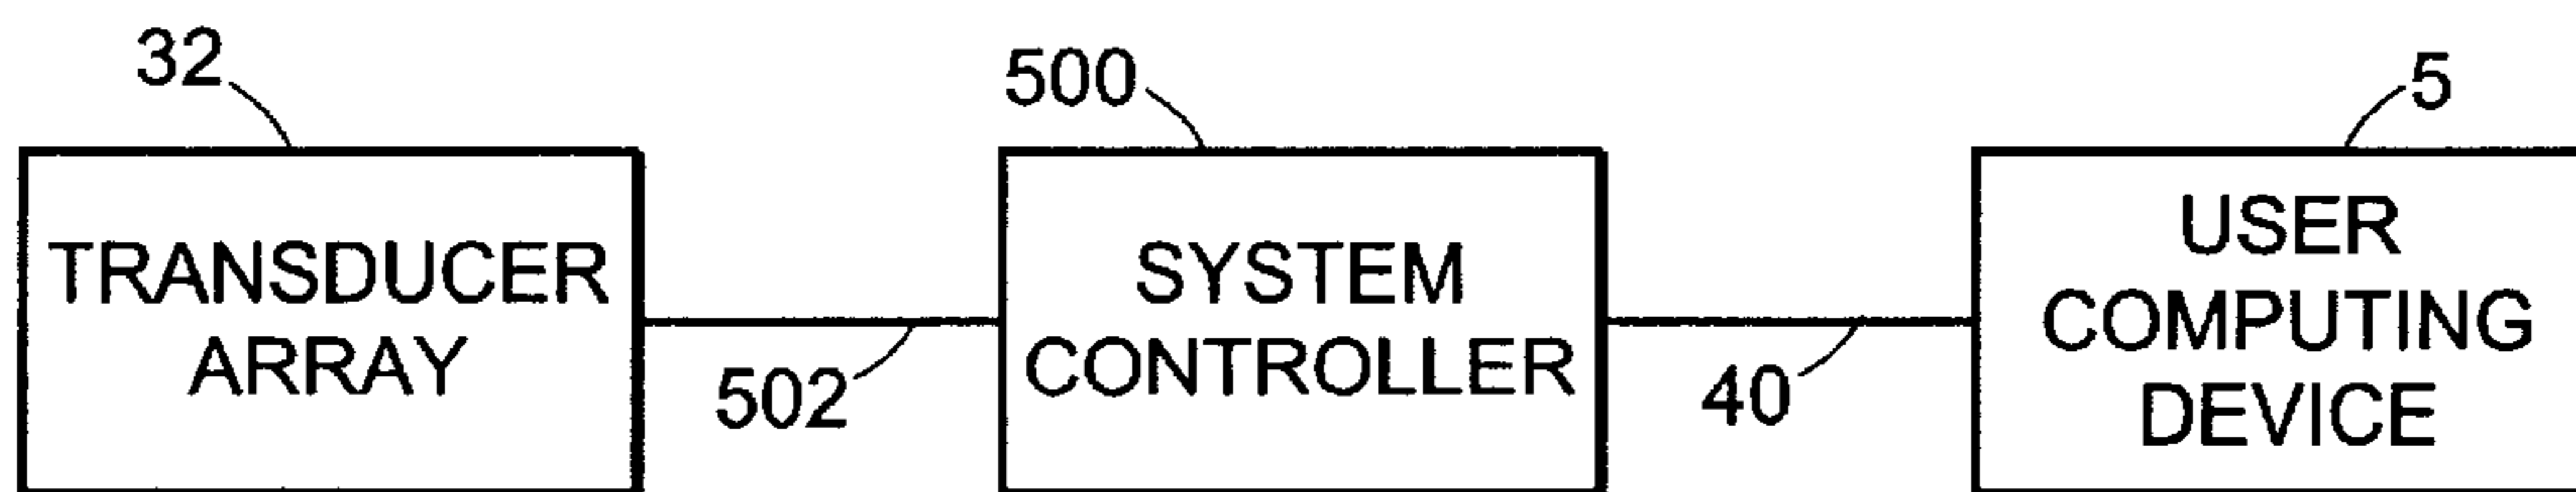 32
500
5
TRANSDUCER
ARRAY
502
SYSTEM
CONTROLLER
40
USER
COMPUTING
DEVICE